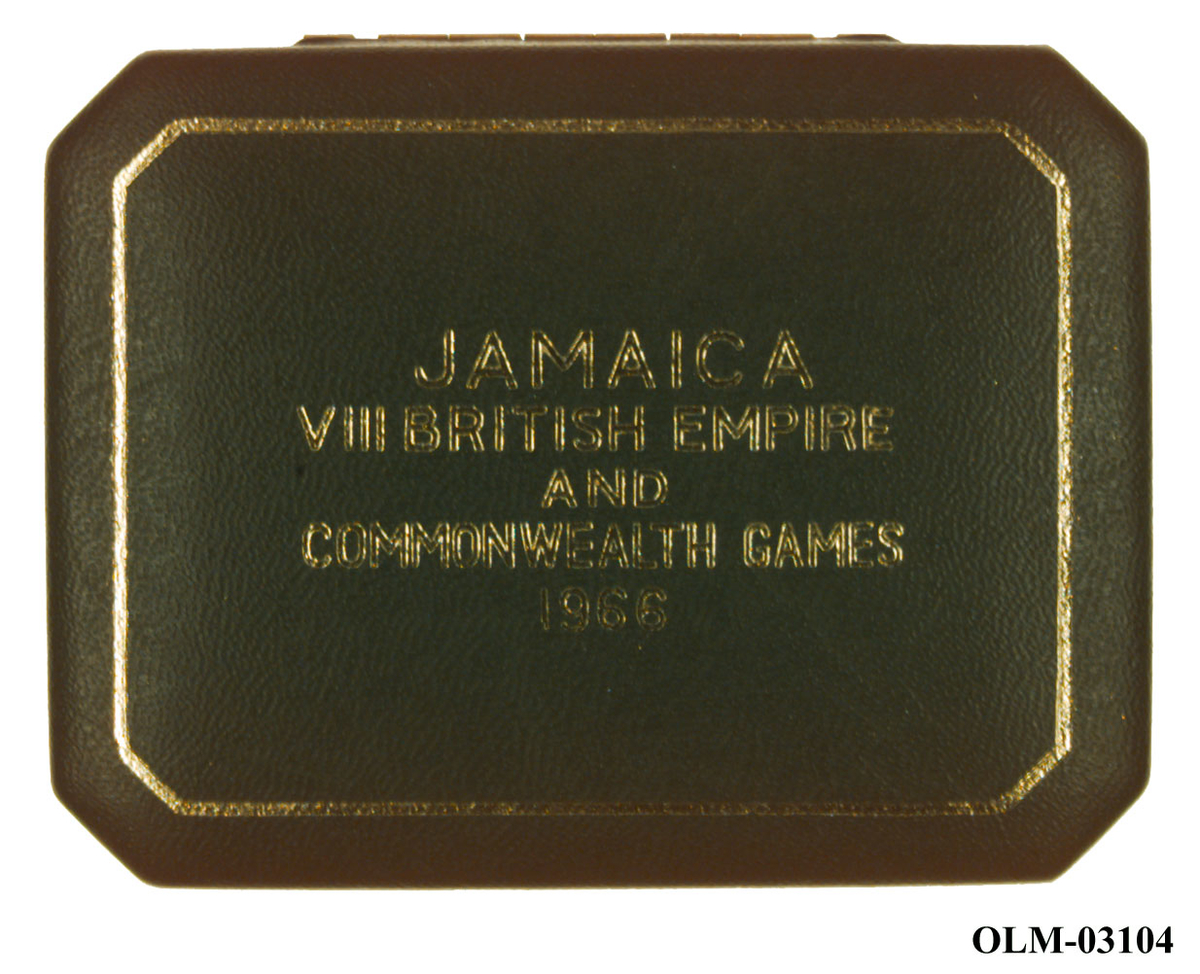 JAMAICA
VIII BRITISH EMPIRE
AND
COMMONWEALTH GAMES
1966
OLM-03104